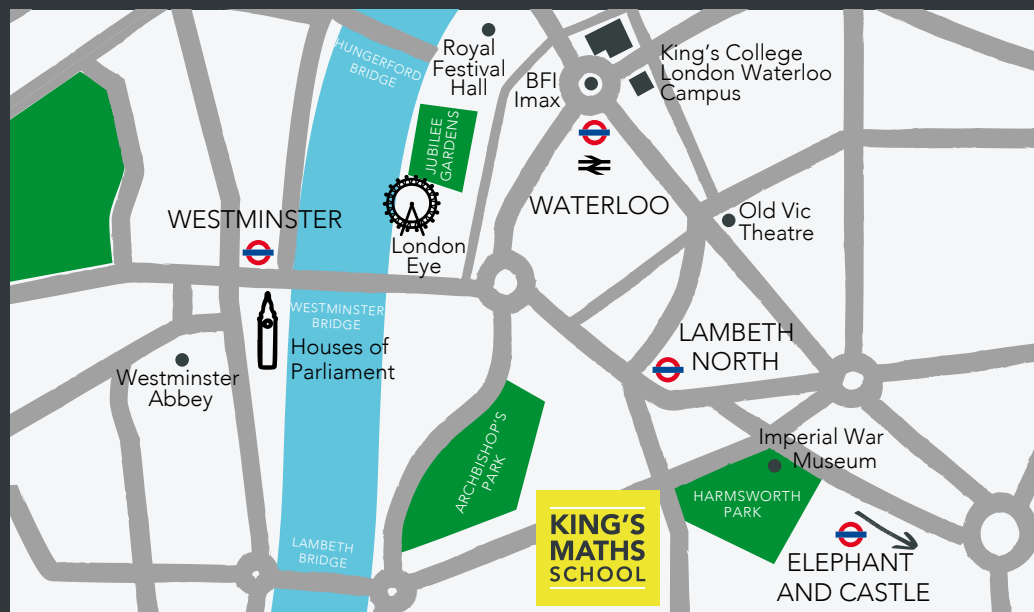 HUNGERFORD
BRIDGE
Royal
Festival
Hall
BFI
Imax
King's College
London Waterloo
Campus
JUBILEE
GARDENS
WATERLOO
WESTMINSTER
Old Vic
Theatre
London
Eye
WESTMINSTER
BRIDGE
Houses of
Parliament
LAMBETH
NORTH
Westminster
Abbey
ARCHBISHOP'S
PARK
Imperial War
Museum
HARMSWORTH
PARK
KING'S
MATHS
SCHOOL
LAMBETH
BRIDGE
ELEPHANT
AND CASTLE